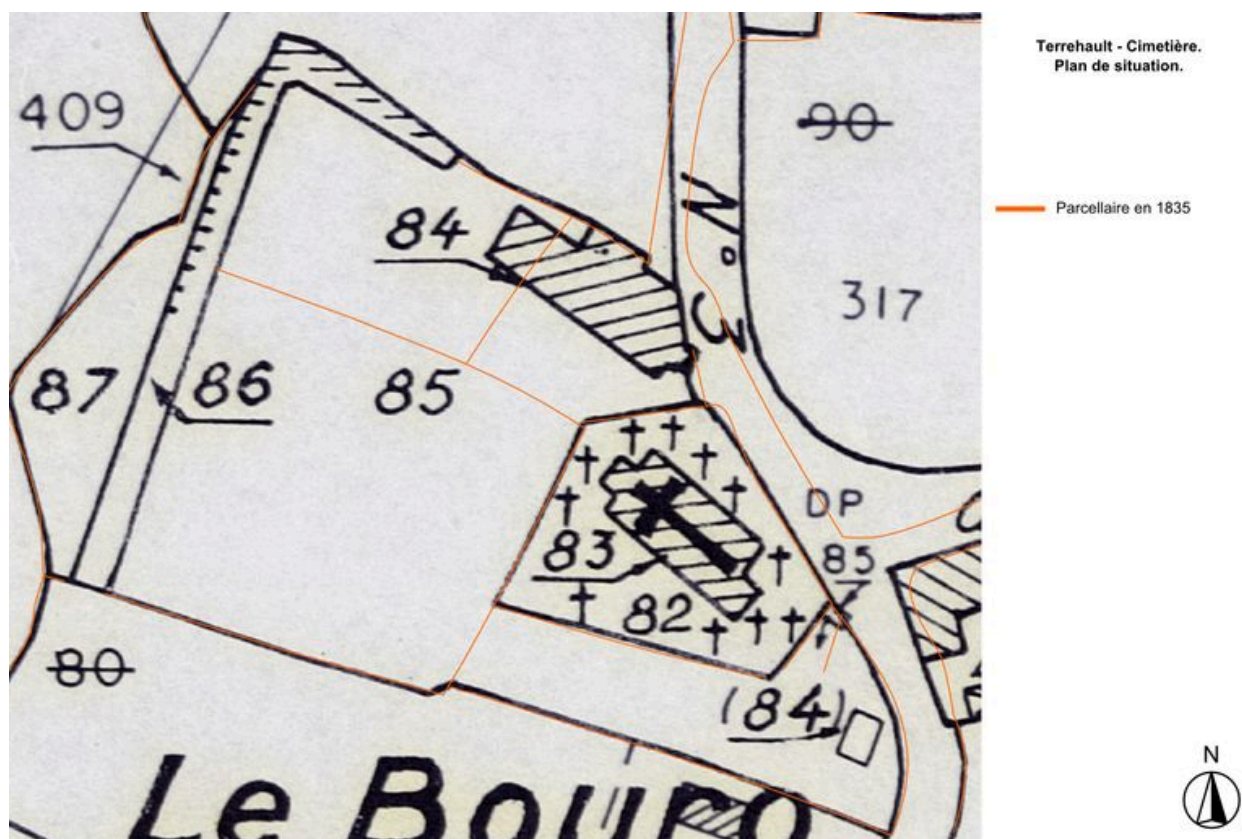 Terrehault - Cimetière.
Plan de situation.
Parcellaire en 1835
N
409
90
N.º 3
317
84
87
86
85
DP
85
83
82
80
(84)
Le Bourg